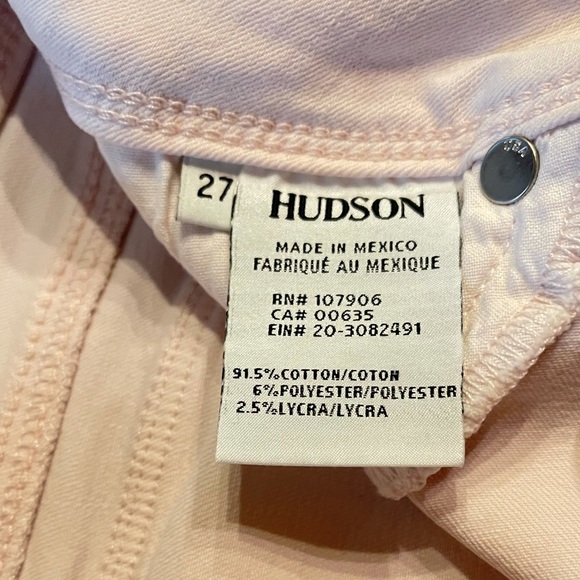 27
HUDSON
MADE IN MEXICO
FABRIQUÉ AU MEXIQUE
RN# 107906
CA# 00635
EIN# 20-3082491
91.5%COTTON/COTON
6%POLYESTER/POLYESTER
2.5%LYCRA/LYCRA
USA